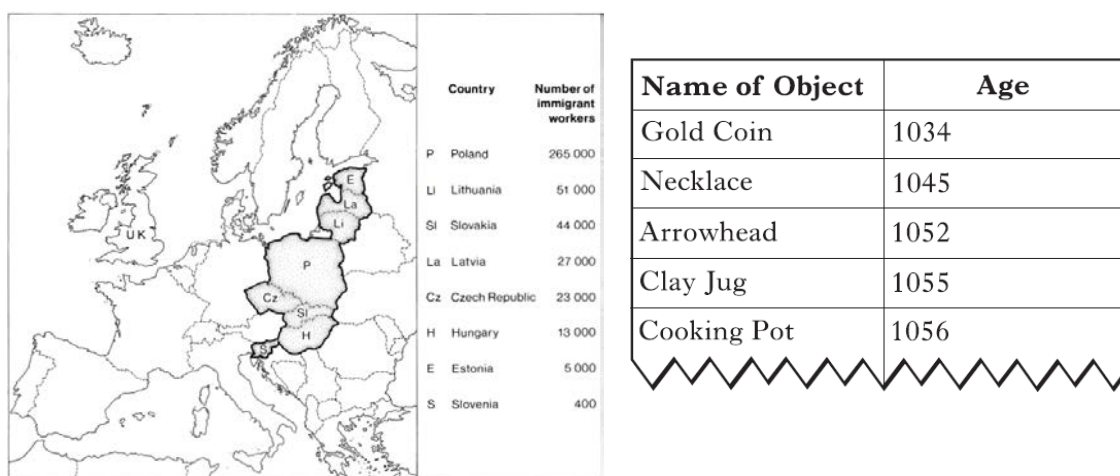 UK
E
La
Li
P
Cz
Sl
H
S
Country Number of
immigrant
workers
P Poland 265 000
Li Lithuania 51 000
Sl Slovakia 44 000
La Latvia 27 000
Cz Czech Republic 23 000
H Hungary 13 000
E Estonia 5 000
S Slovenia 400
Name of Object Age
Gold Coin 1034
Necklace 1045
Arrowhead 1052
Clay Jug 1055
Cooking Pot 1056